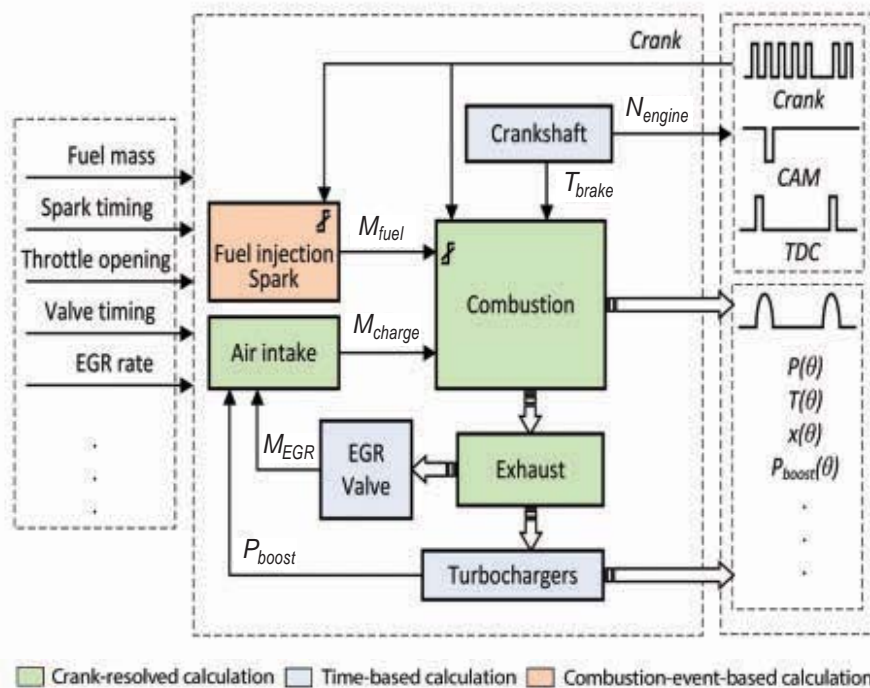 Fuel mass
Spark timing
Throttle opening
Valve timing
EGR rate
Crank
Crankshaft
N_engine
T_brake
Fuel injection
Spark
M_fuel
Combustion
Air intake
M_charge
M_EGR
EGR
Valve
Exhaust
P_boost
Turbochargers
Crank
CAM
TDC
P(θ)
T(θ)
x(θ)
P_boost(θ)
Crank-resolved calculation
Time-based calculation
Combustion-event-based calculation